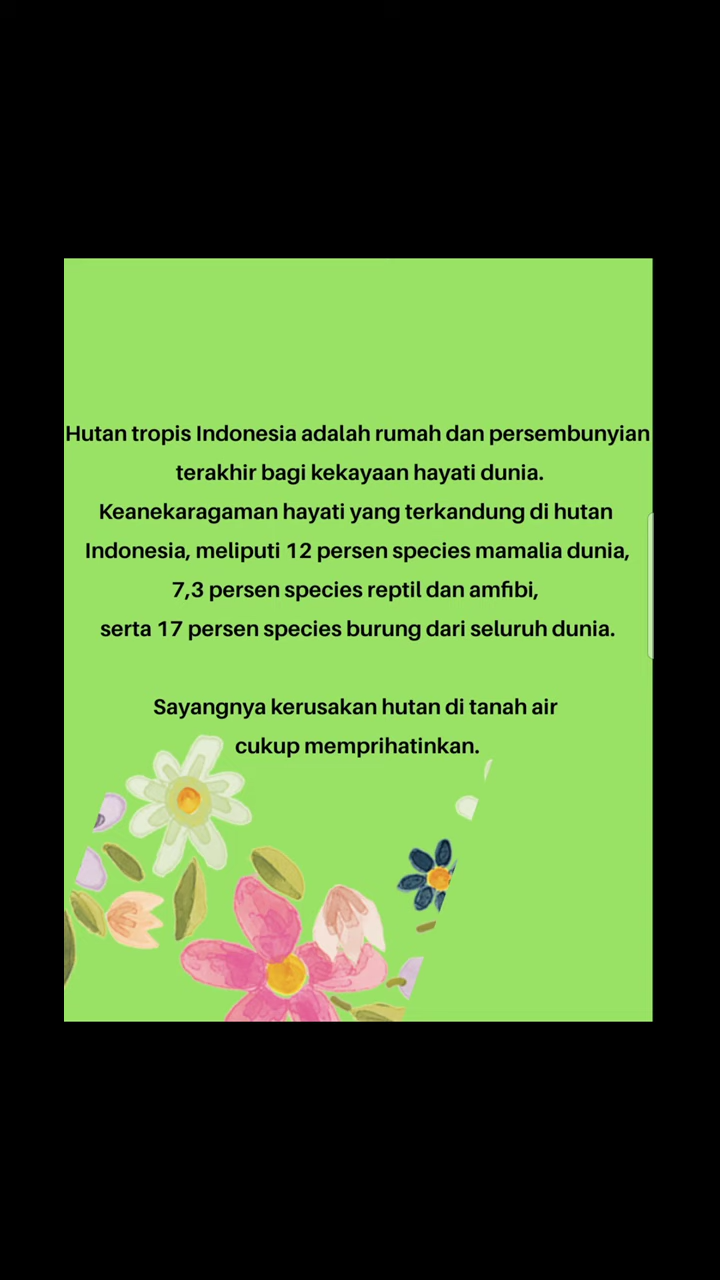 Hutan tropis Indonesia adalah rumah dan persembunyian
terakhir bagi kekayaan hayati dunia.
Keanekaragaman hayati yang terkandung di hutan
Indonesia, meliputi 12 persen species mamalia dunia,
7,3 persen species reptil dan amfibi,
serta 17 persen species burung dari seluruh dunia.
Sayangnya kerusakan hutan di tanah air
cukup memprihatinkan.